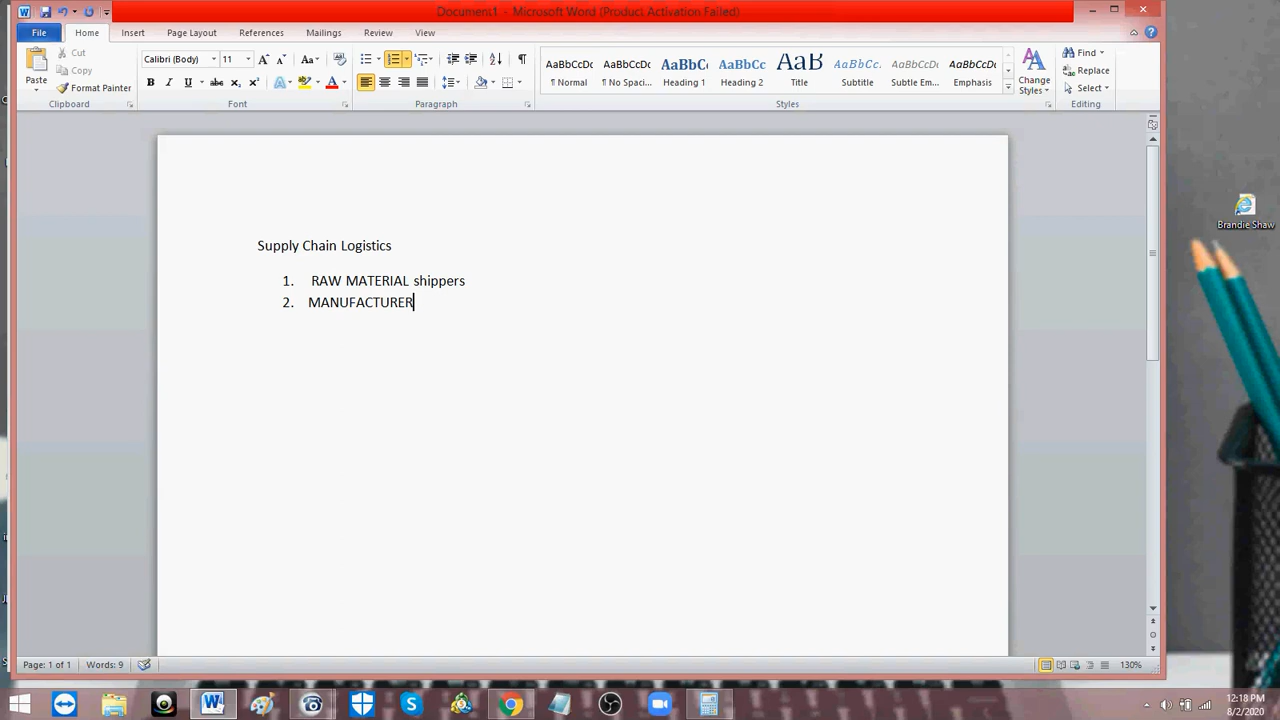 Document1 - Microsoft Word (Product Activation Failed)
File Home Insert Page Layout References Mailings Review View
Cut
Copy
Paste
Format Painter
Clipboard
Calibri (Body) 11
Font
Paragraph
AaBbCcDc AaBbCcDc AaBbCc AaBbCc AaB AaBbCc. AaBbCcDc AaBbCcDc
¶ Normal ¶ No Spaci... Heading 1 Heading 2 Title Subtitle Subtle Em... Emphasis
Styles
Change Styles
Find
Replace
Select
Editing
Supply Chain Logistics
1. RAW MATERIAL shippers
2. MANUFACTURER
Brandie Shaw
Page: 1 of 1 Words: 9 130%
12:18 PM
8/2/2020